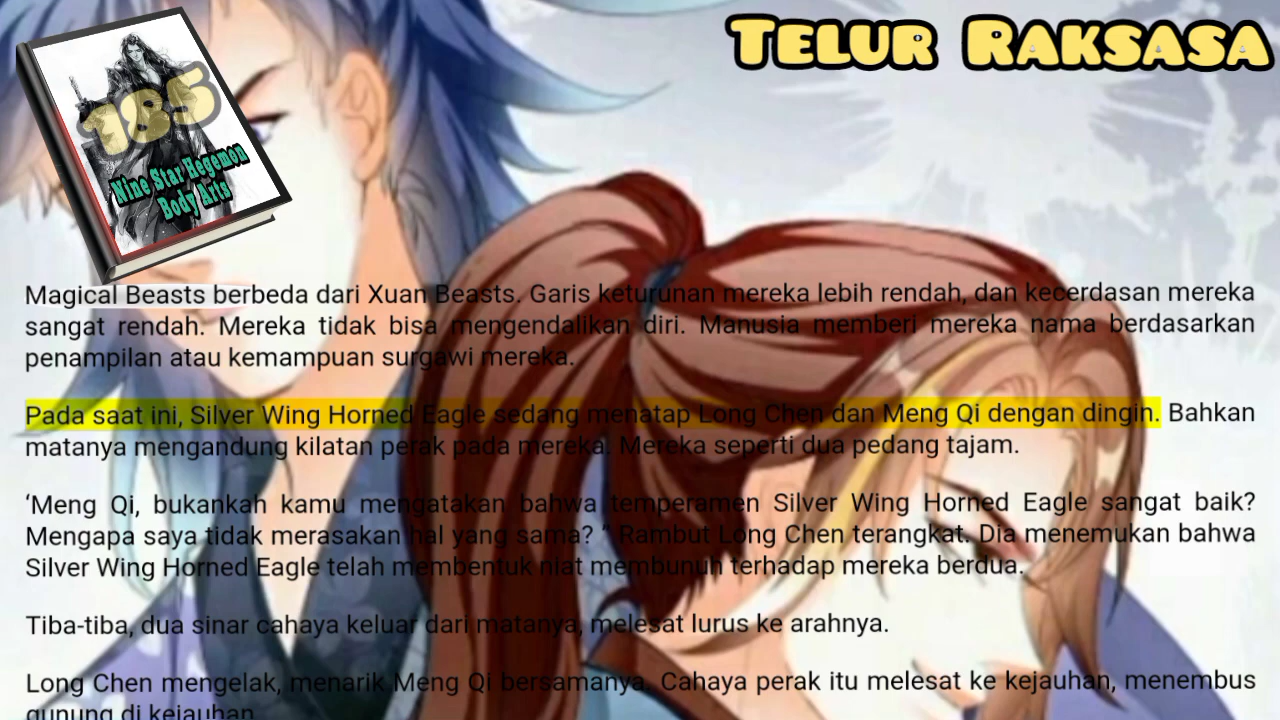 Telur Raksasa
185
Nine Star Hegemon
Body Arts
Magical Beasts berbeda dari Xuan Beasts. Garis keturunan mereka lebih rendah, dan kecerdasan mereka
sangat rendah. Mereka tidak bisa mengendalikan diri. Manusia memberi mereka nama berdasarkan
penampilan atau kemampuan surgawi mereka.
Pada saat ini, Silver Wing Horned Eagle sedang menatap Long Chen dan Meng Qi dengan dingin. Bahkan
matanya mengandung kilatan perak pada mereka. Mereka seperti dua pedang tajam.
‘Meng Qi, bukankah kamu mengatakan bahwa temperamen Silver Wing Horned Eagle sangat baik?
Mengapa saya tidak merasakan hal yang sama? ” Rambut Long Chen terangkat. Dia menemukan bahwa
Silver Wing Horned Eagle telah membentuk niat membunuh terhadap mereka berdua.
Tiba-tiba, dua sinar cahaya keluar dari matanya, melesat lurus ke arahnya.
Long Chen mengelak, menarik Meng Qi bersamanya. Cahaya perak itu melesat ke kejauhan, menembus
gunung di kejauhan.